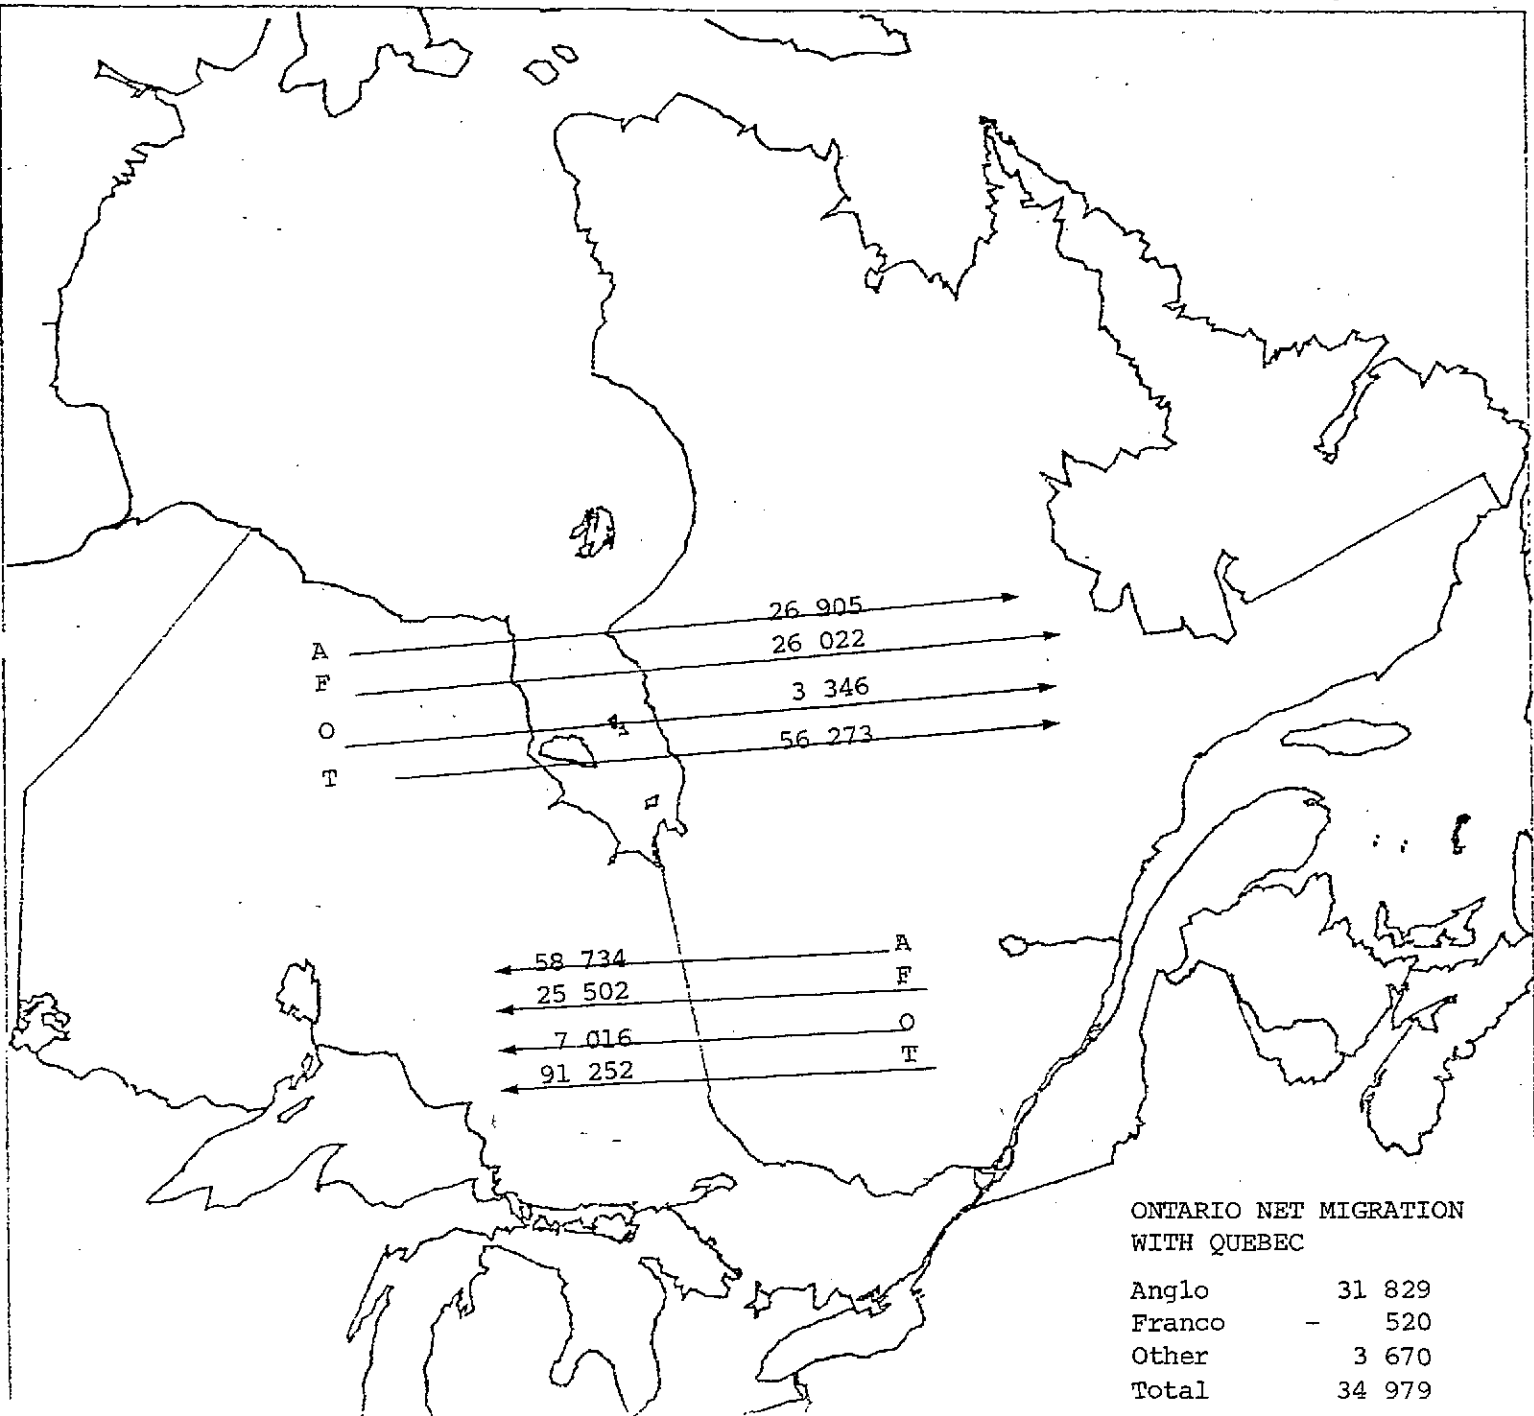 A 26 905
F 26 022
O 3 346
T 56 273
58 734 A
25 502 F
7 016 O
91 252 T
ONTARIO NET MIGRATION
WITH QUEBEC
Anglo 31 829
Franco - 520
Other 3 670
Total 34 979